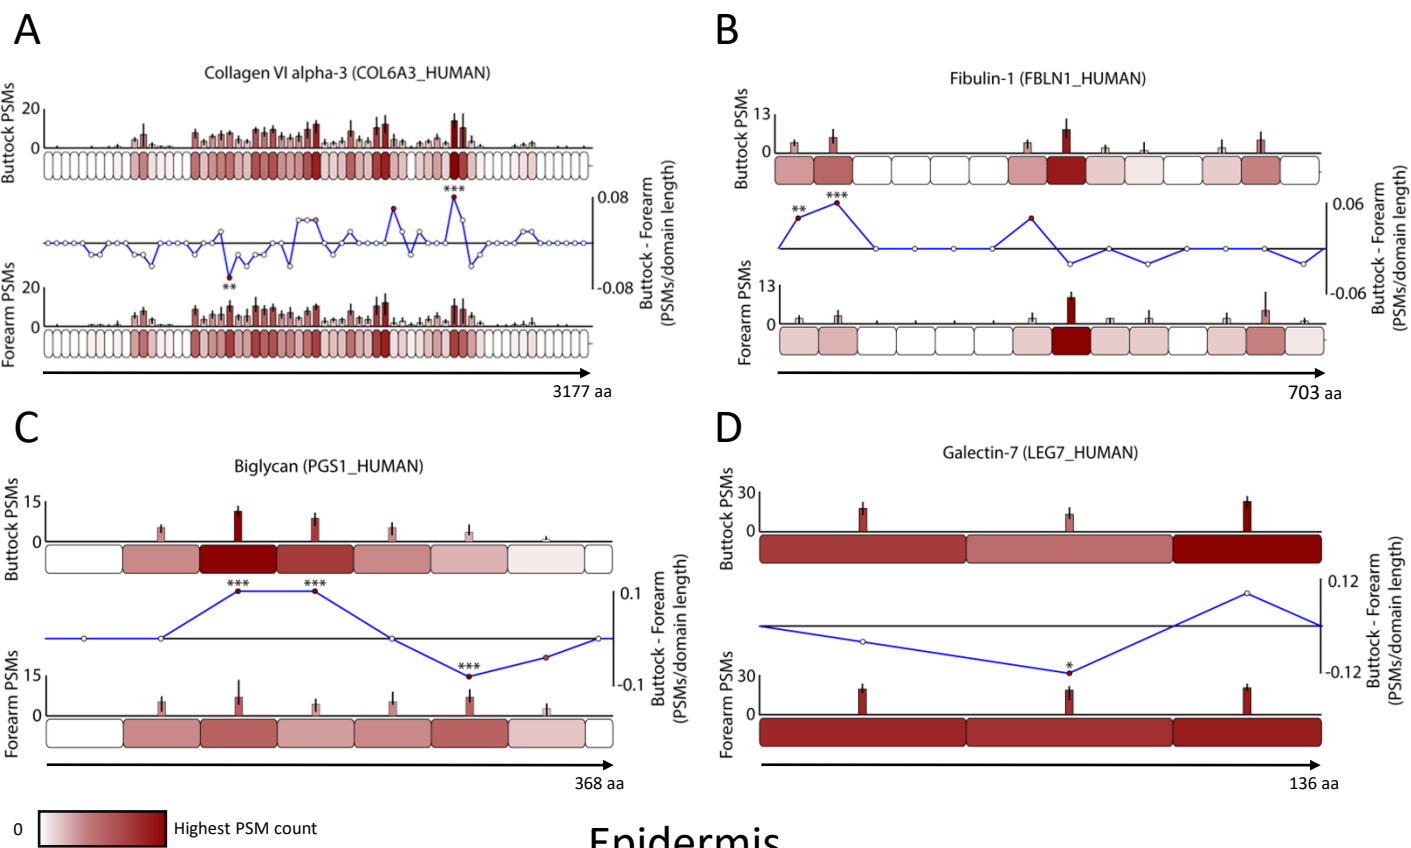 A
Collagen VI alpha-3 (COL6A3_HUMAN)
Buttock PSMs
20
0
***
**
0.08
-0.08
Buttock - Forearm
(PSMs/domain length)
Forearm PSMs
20
0
3177 aa
B
Fibulin-1 (FBLN1_HUMAN)
Buttock PSMs
13
0
**
***
0.06
-0.06
Buttock - Forearm
(PSMs/domain length)
Forearm PSMs
13
0
703 aa
C
Biglycan (PGS1_HUMAN)
Buttock PSMs
15
0
***
***
***
0.1
-0.1
Buttock - Forearm
(PSMs/domain length)
Forearm PSMs
15
0
368 aa
D
Galectin-7 (LEG7_HUMAN)
Buttock PSMs
30
0
*
0.12
-0.12
Buttock - Forearm
(PSMs/domain length)
Forearm PSMs
30
0
136 aa
0
Highest PSM count
Epidermis